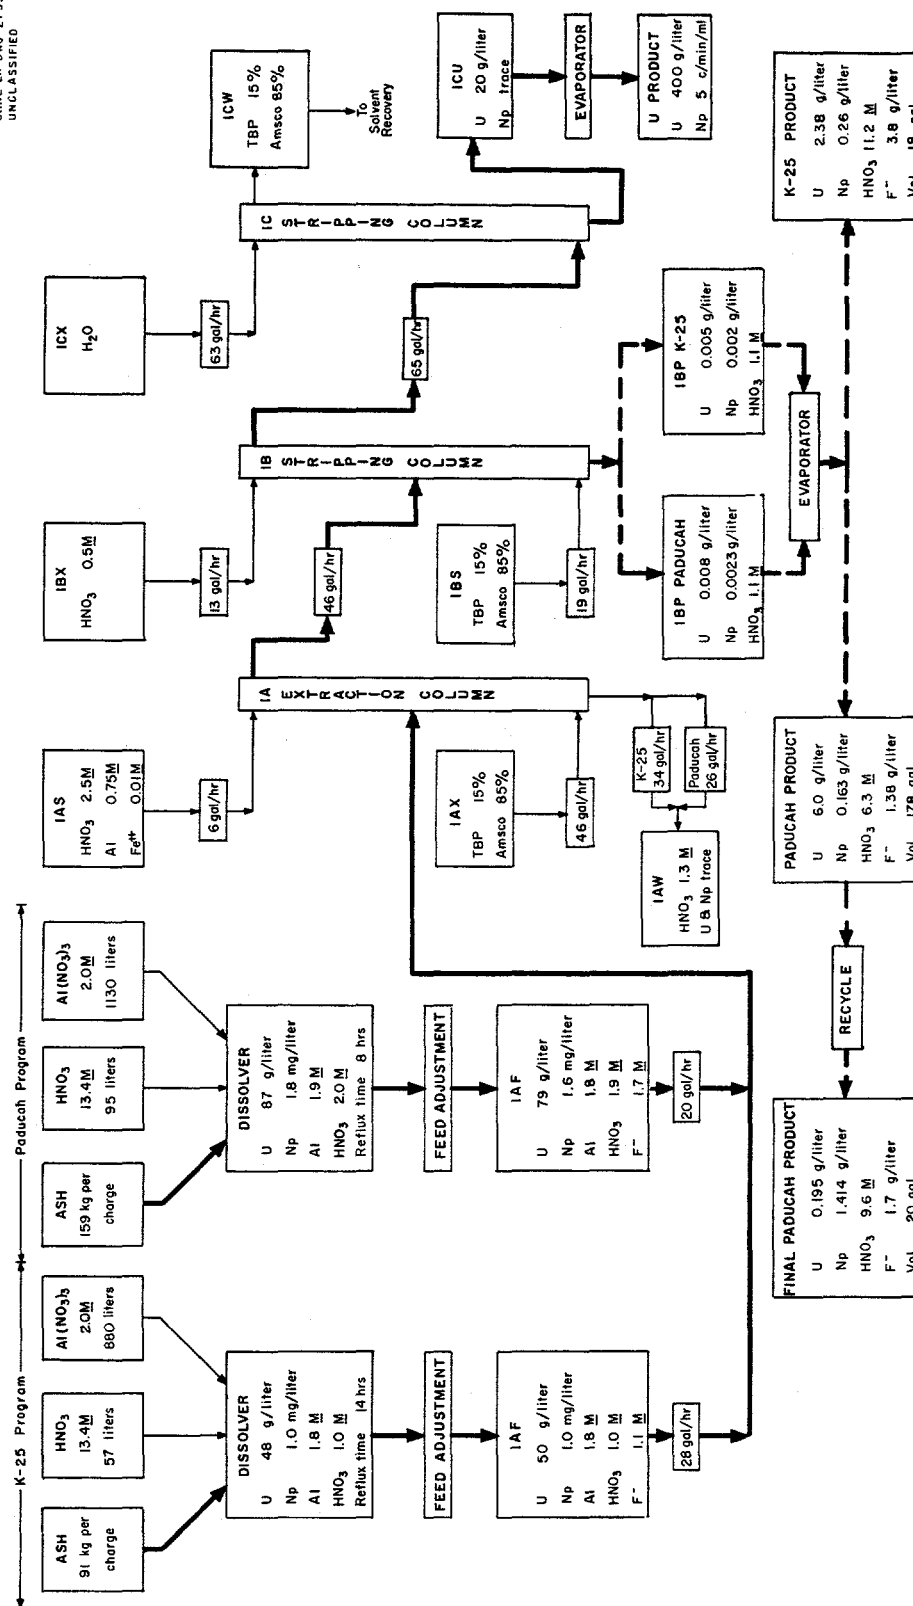 UNCLASSIFIED
K-25 Program
Paducah Program
ASH
91 kg per
charge
HNO3
13.4M
57 liters
Al(NO3)3
2.0M
880 liters
ASH
159 kg per
charge
HNO3
13.4M
95 liters
Al(NO3)3
2.0M
1130 liters
DISSOLVER
U 48 g/liter
Np 1.0 mg/liter
Al 1.8 M
HNO3 1.0 M
Reflux time 14 hrs
DISSOLVER
U 87 g/liter
Np 1.8 mg/liter
Al 1.9 M
HNO3 2.0 M
Reflux time 8 hrs
FEED ADJUSTMENT
FEED ADJUSTMENT
IAF
U 50 g/liter
Np 1.0 mg/liter
Al 1.8 M
HNO3 1.0 M
F- 1.1 M
IAF
U 79 g/liter
Np 1.6 mg/liter
Al 1.8 M
HNO3 1.9 M
F- 1.7 M
28 gal/hr
20 gal/hr
IAS
HNO3 2.5M
Al 0.75M
Fe++ 0.01M
6 gal/hr
IA EXTRACTION COLUMN
IAX
TBP 15%
Amsco 85%
46 gal/hr
K-25
34 gal/hr
Paducah
26 gal/hr
IAW
HNO3 1.3 M
U & Np trace
46 gal/hr
IBX
HNO3 0.5M
13 gal/hr
IB STRIPPING COLUMN
IBS
TBP 15%
Amsco 85%
19 gal/hr
65 gal/hr
ICX
H2O
63 gal/hr
IC STRIPPING COLUMN
ICW
TBP 15%
Amsco 85%
To
Solvent
Recovery
ICU
U 20 g/liter
Np trace
EVAPORATOR
U PRODUCT
U 400 g/liter
Np 5 c/min/ml
IBP PADUCAH
U 0.008 g/liter
Np 0.0023 g/liter
HNO3 1.1 M
IBP K-25
U 0.005 g/liter
Np 0.002 g/liter
HNO3 1.1 M
EVAPORATOR
FINAL PADUCAH PRODUCT
U 0.195 g/liter
Np 1.414 g/liter
HNO3 9.6 M
F- 1.7 g/liter
Vol 20 gal
RECYCLE
PADUCAH PRODUCT
U 6.0 g/liter
Np 0.163 g/liter
HNO3 6.3 M
F- 1.38 g/liter
Vol 178 gal
K-25 PRODUCT
U 2.38 g/liter
Np 0.26 g/liter
HNO3 11.2 M
F- 3.8 g/liter